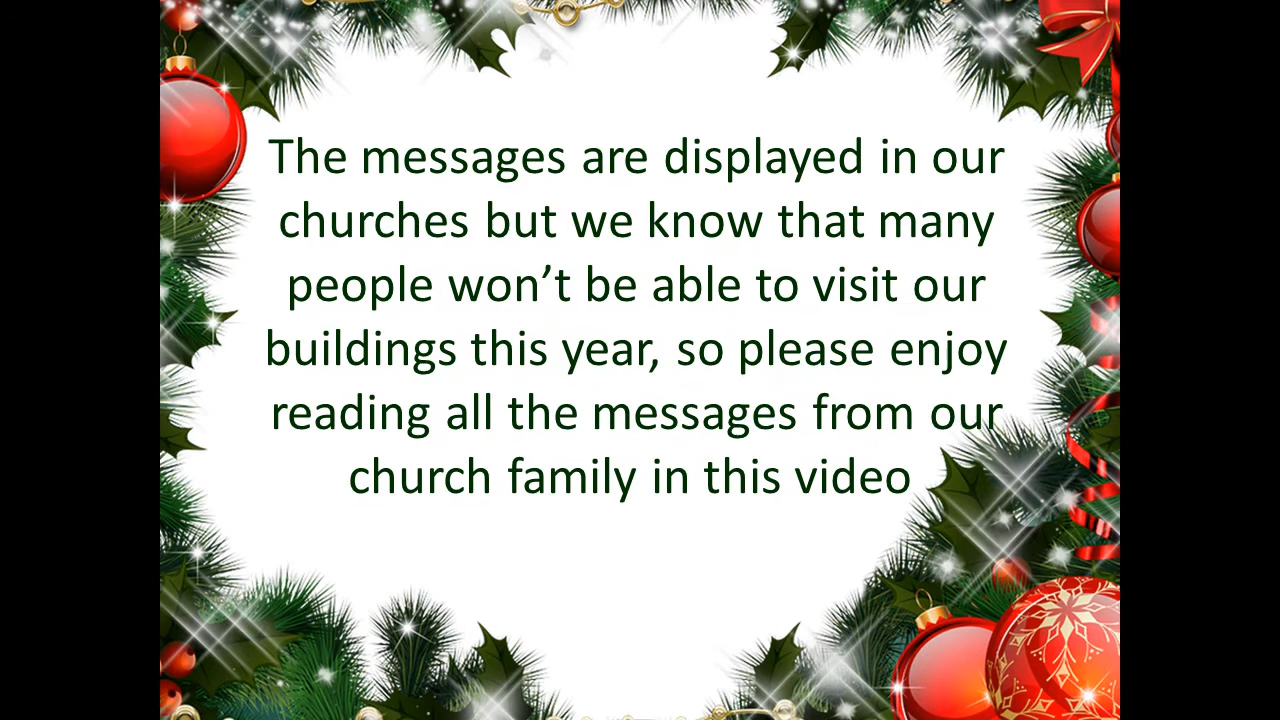 The messages are displayed in our
churches but we know that many
people won’t be able to visit our
buildings this year, so please enjoy
reading all the messages from our
church family in this video